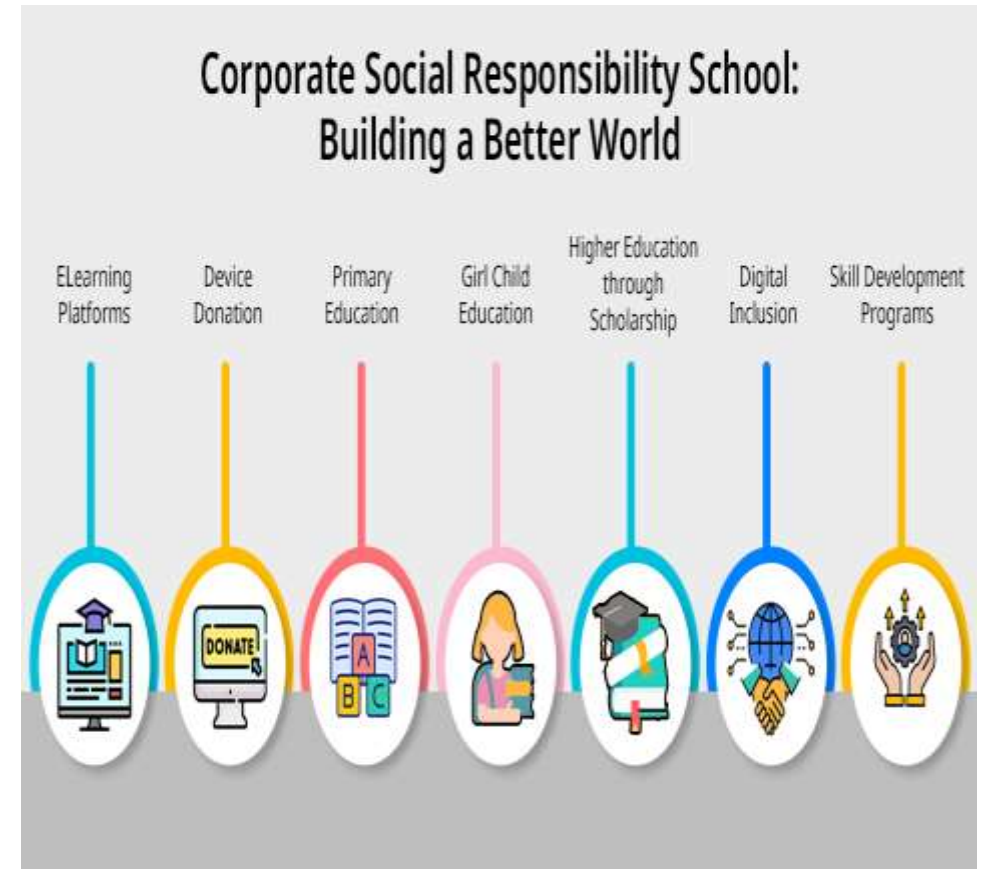 Corporate Social Responsibility School:
Building a Better World
ELearning
Platforms
Device
Donation
Primary
Education
Girl Child
Education
Higher Education
through
Scholarship
Digital
Inclusion
Skill Development
Programs
DONATE
A
B C